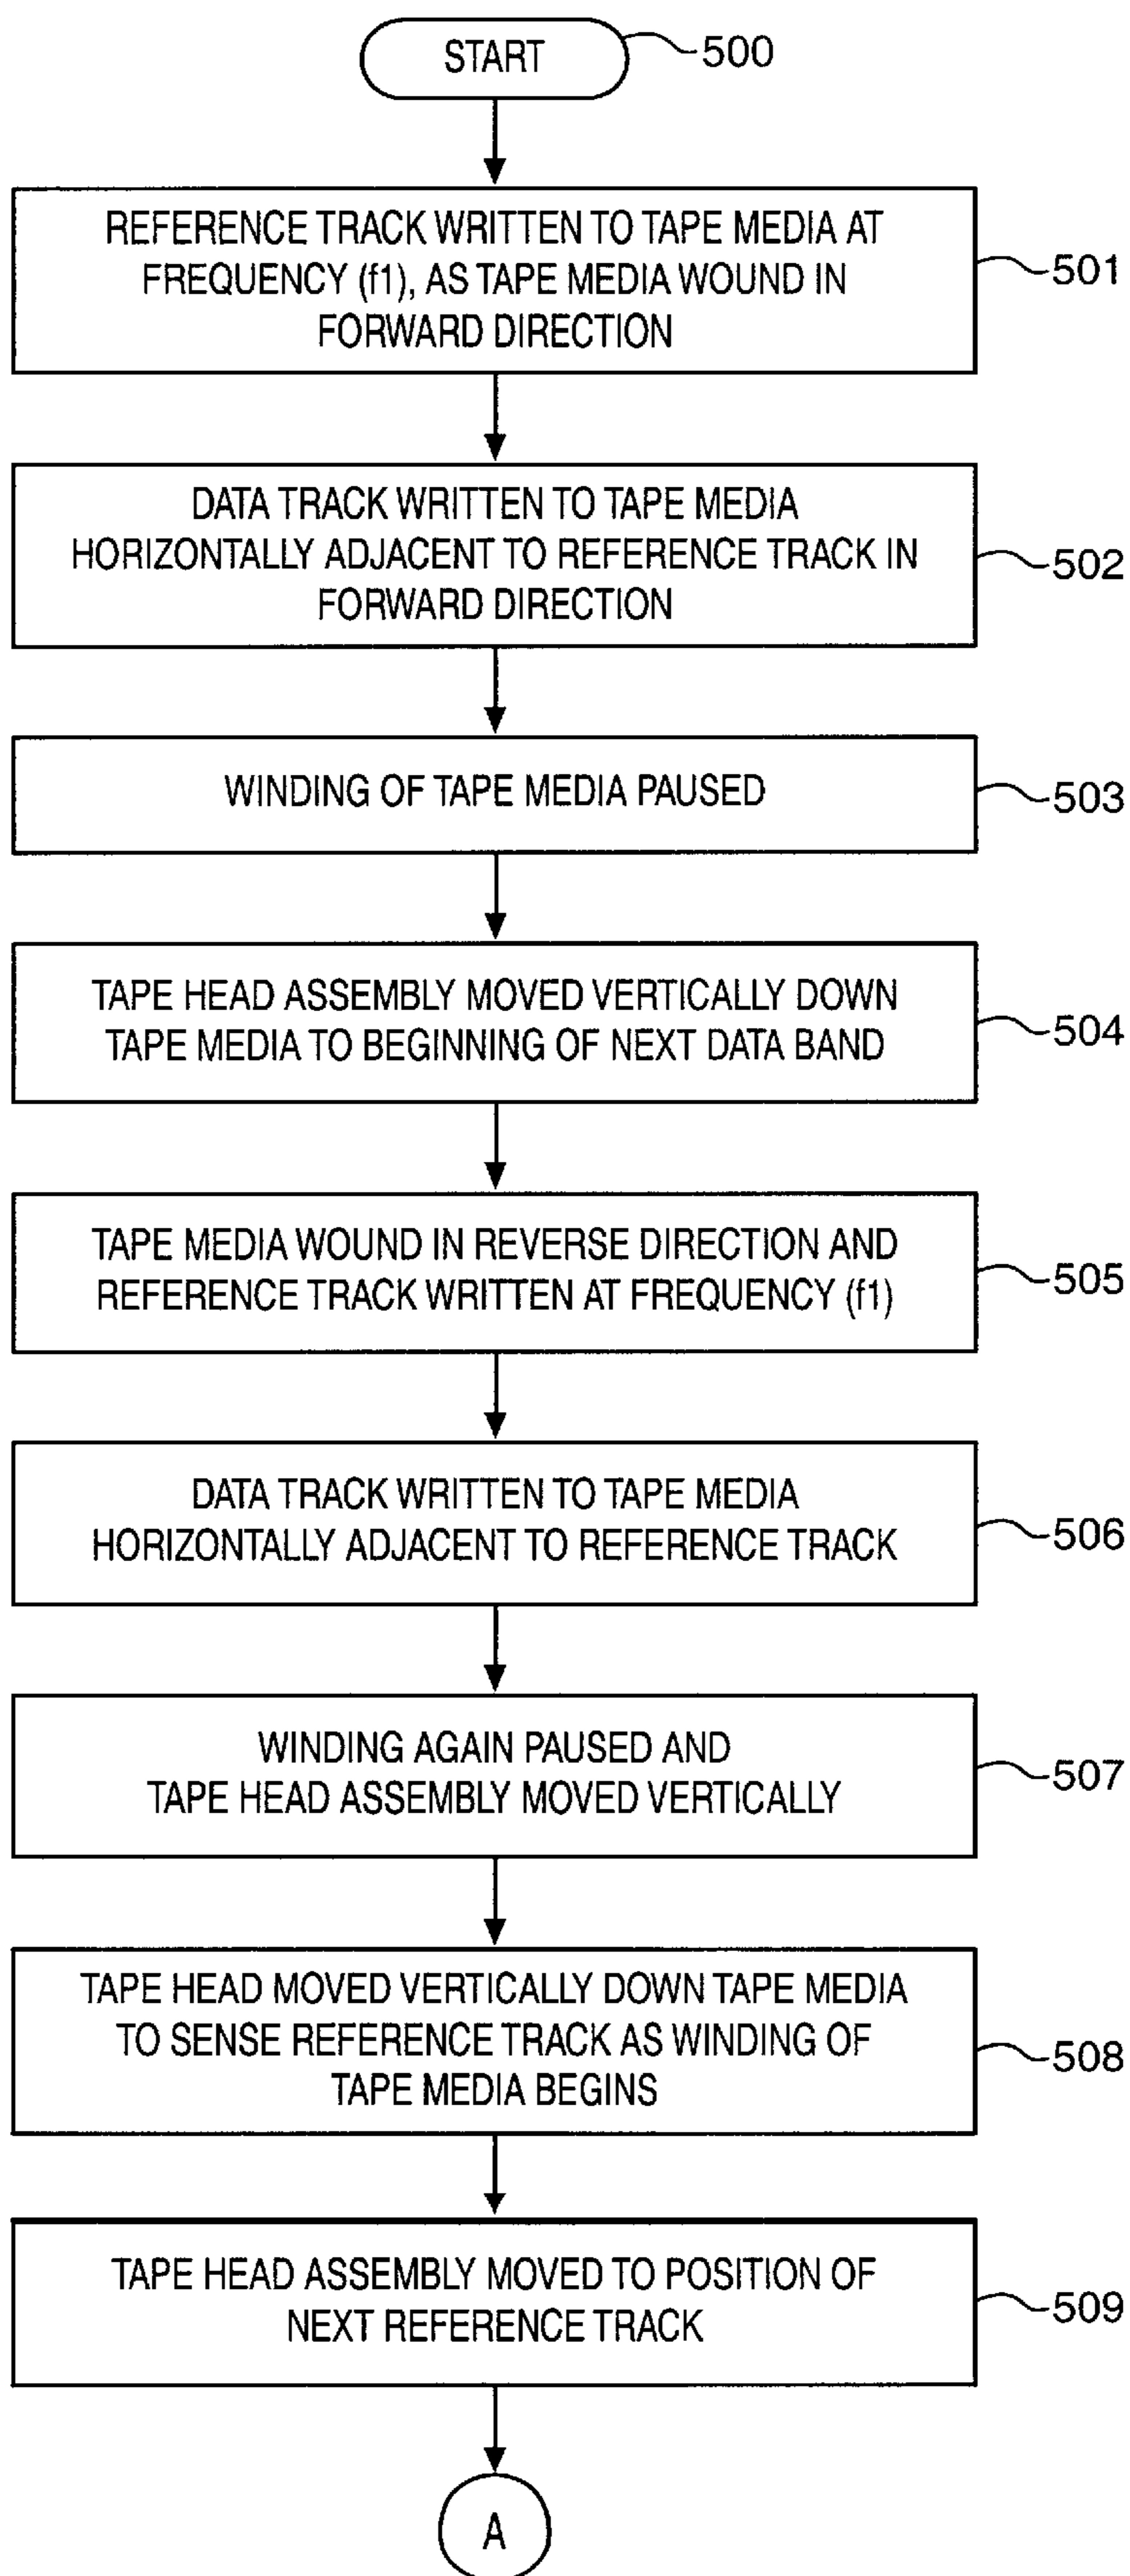 START
500
REFERENCE TRACK WRITTEN TO TAPE MEDIA AT
FREQUENCY (f1), AS TAPE MEDIA WOUND IN
FORWARD DIRECTION
501
DATA TRACK WRITTEN TO TAPE MEDIA
HORIZONTALLY ADJACENT TO REFERENCE TRACK IN
FORWARD DIRECTION
502
WINDING OF TAPE MEDIA PAUSED
503
TAPE HEAD ASSEMBLY MOVED VERTICALLY DOWN
TAPE MEDIA TO BEGINNING OF NEXT DATA BAND
504
TAPE MEDIA WOUND IN REVERSE DIRECTION AND
REFERENCE TRACK WRITTEN AT FREQUENCY (f1)
505
DATA TRACK WRITTEN TO TAPE MEDIA
HORIZONTALLY ADJACENT TO REFERENCE TRACK
506
WINDING AGAIN PAUSED AND
TAPE HEAD ASSEMBLY MOVED VERTICALLY
507
TAPE HEAD MOVED VERTICALLY DOWN TAPE MEDIA
TO SENSE REFERENCE TRACK AS WINDING OF
TAPE MEDIA BEGINS
508
TAPE HEAD ASSEMBLY MOVED TO POSITION OF
NEXT REFERENCE TRACK
509
A